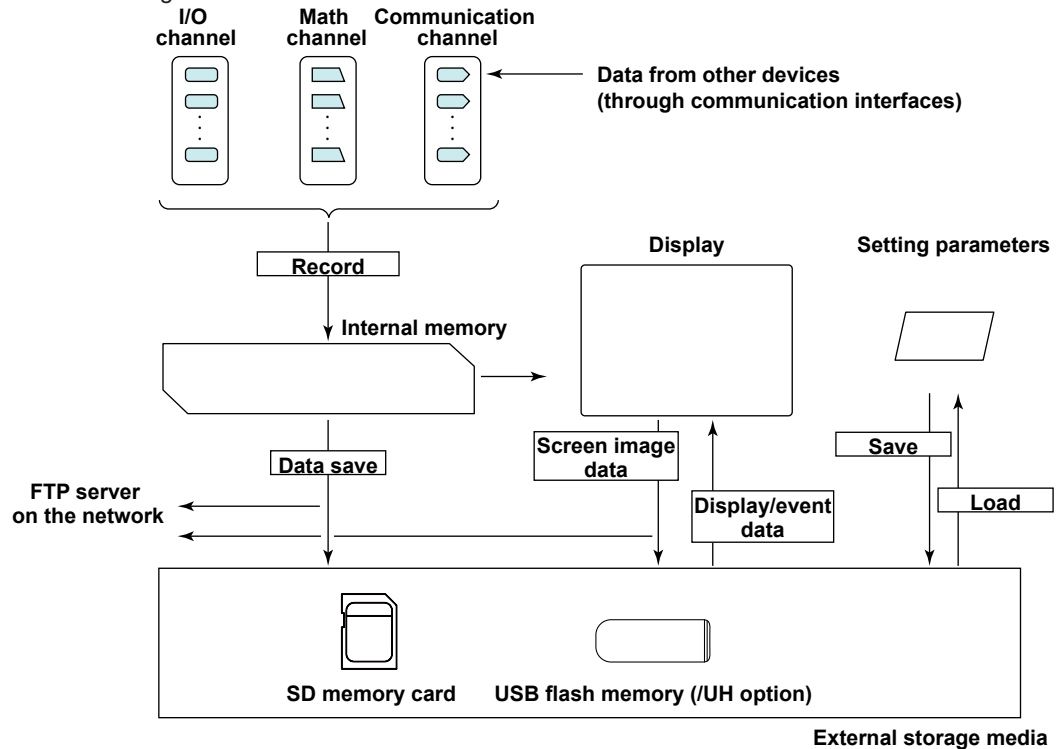 I/O
channel
Math
channel
Communication
channel
Data from other devices
(through communication interfaces)
Record
Internal memory
Display
Setting parameters
Data save
Screen image
data
Display/event
data
Save
Load
FTP server
on the network
SD memory card
USB flash memory (/UH option)
External storage media